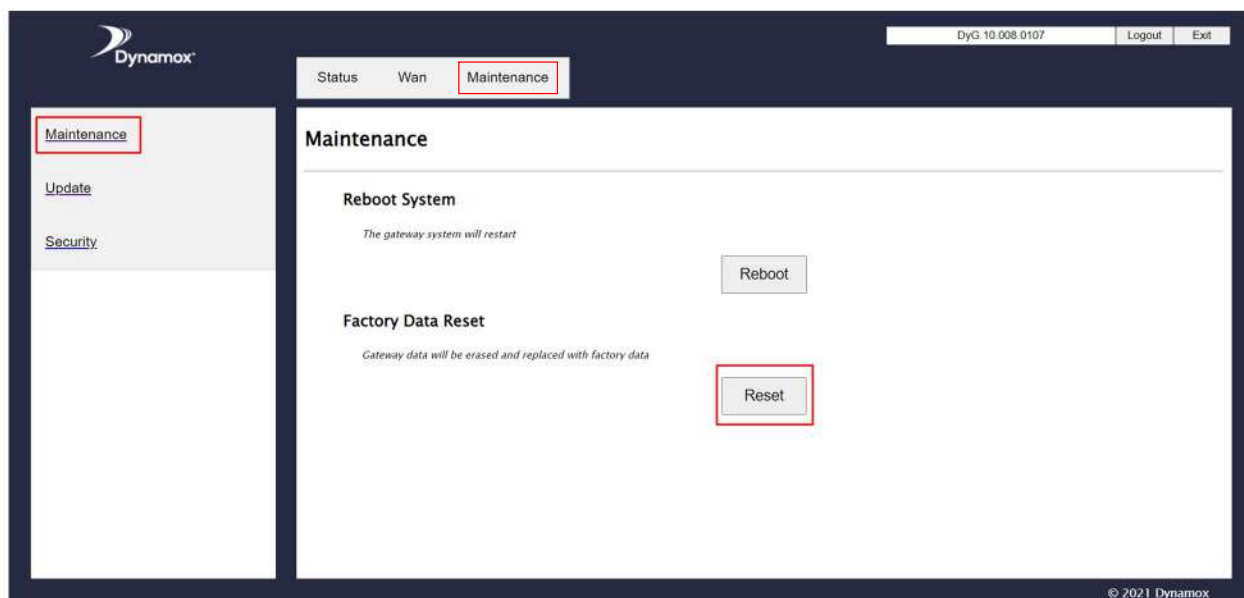 Dynamox
DyG.10.008.0107
Logout
Exit
Status
Wan
Maintenance
Maintenance
Update
Security
Maintenance
Reboot System
The gateway system will restart
Reboot
Factory Data Reset
Gateway data will be erased and replaced with factory data
Reset
© 2021 Dynamox